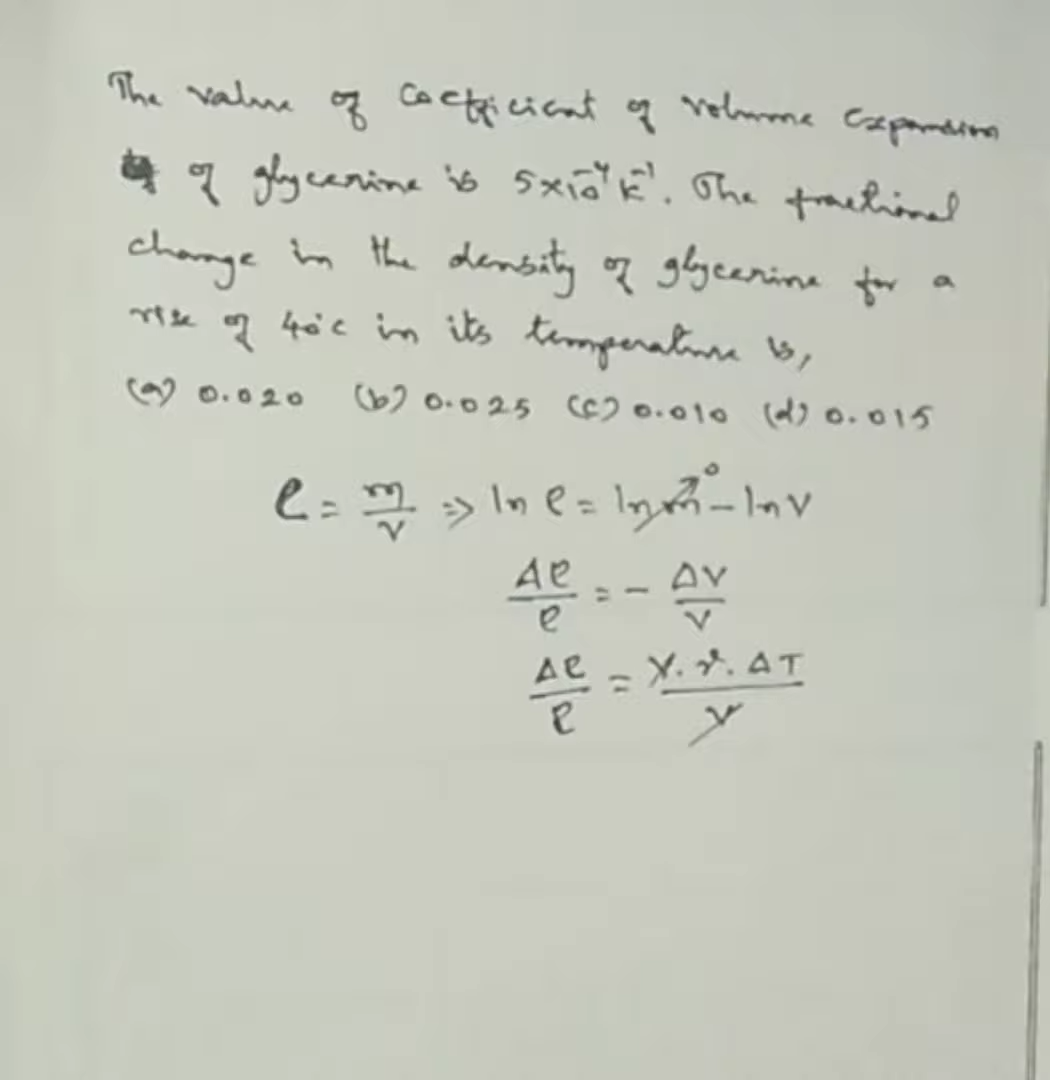 The value of coefficient of volume expansion
of glycerine is 5×10⁻⁴ K⁻¹. The fractional
change in the density of glycerine for a
rise of 40°c in its temperature is,
(a) 0.020 (b) 0.025 (c) 0.010 (d) 0.015
ρ = m/V => ln ρ = ln m⁰ - ln V
Δρ/ρ = - ΔV/V
Δρ/ρ = V.γ.ΔT/V